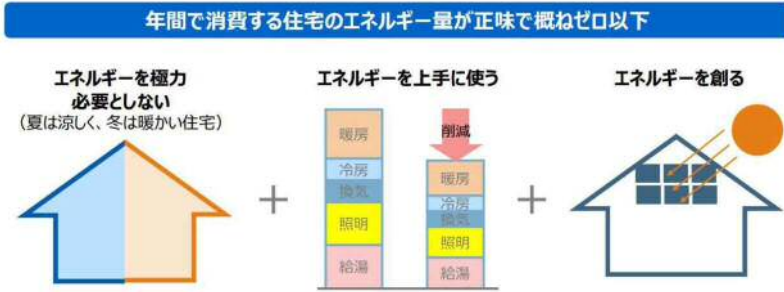 年間で消費する住宅のエネルギー量が正味で概ねゼロ以下
エネルギーを極力
必要としない
（夏は涼しく、冬は暖かい住宅）
エネルギーを上手に使う
エネルギーを創る
暖房
冷房
換気
照明
給湯
削減
暖房
冷房
換気
照明
給湯